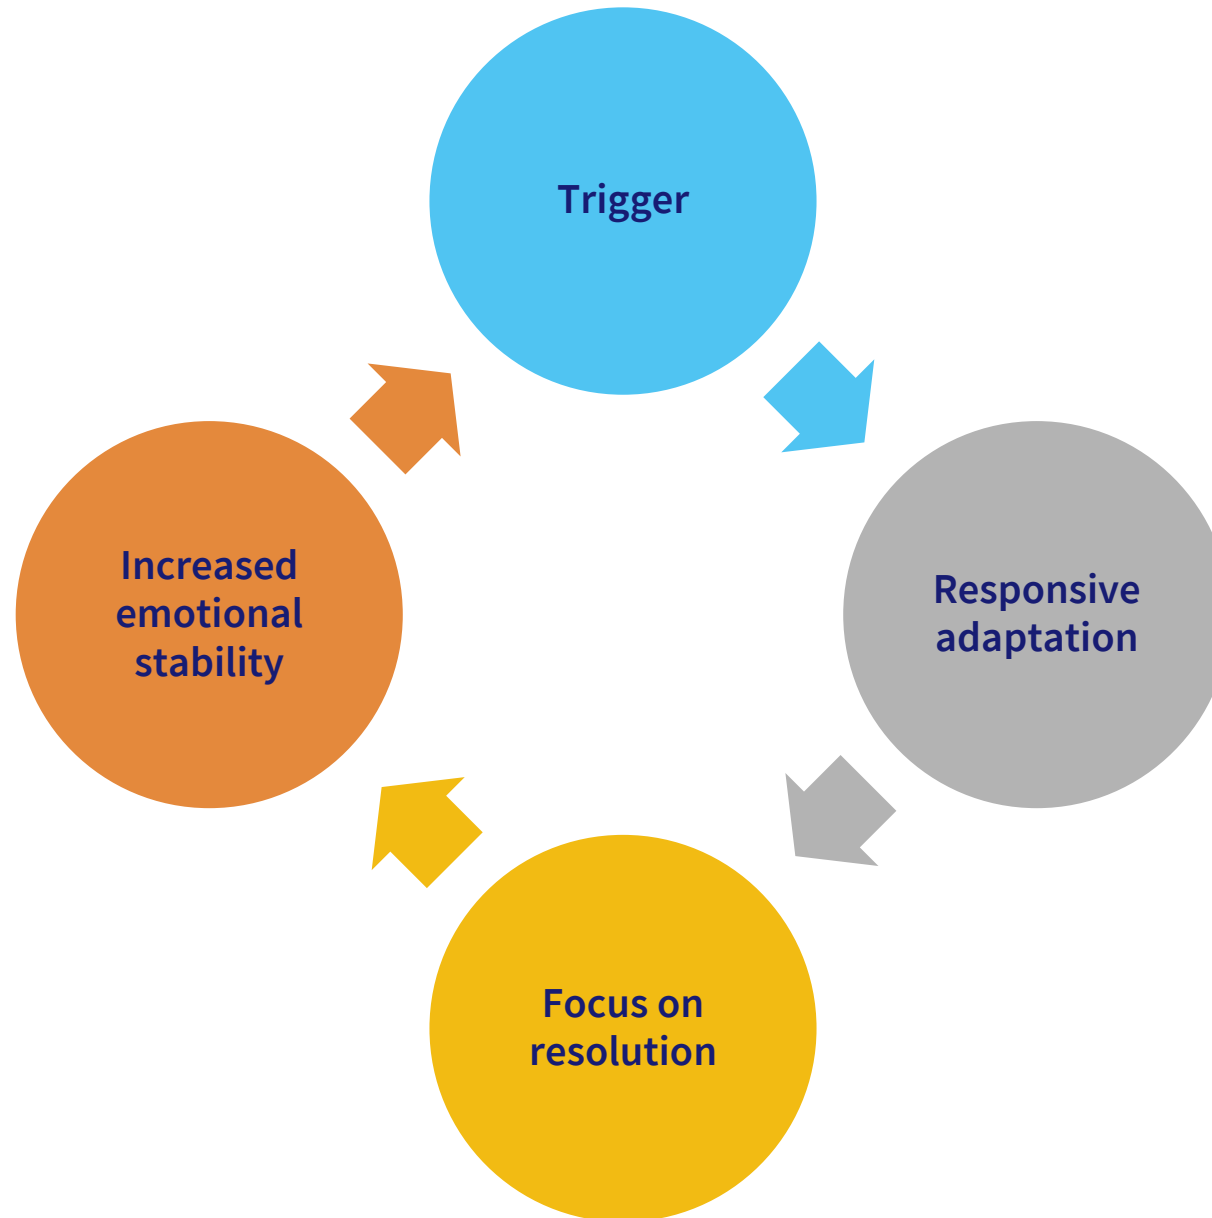 Trigger
Responsive
adaptation
Focus on
resolution
Increased
emotional
stability